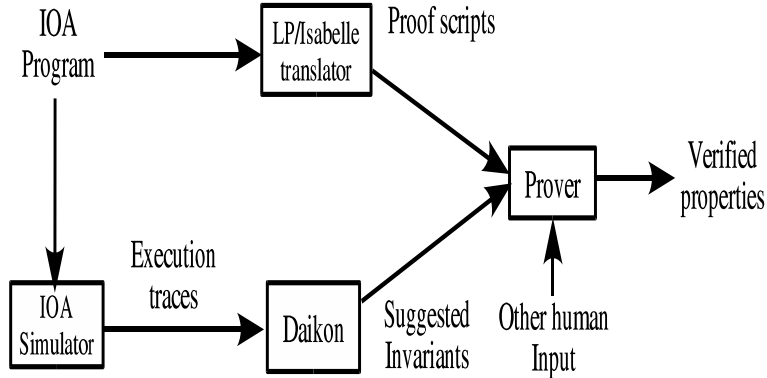 IOA
Program
LP/Isabelle
translator
Proof scripts
Prover
Verified
properties
Execution
traces
IOA
Simulator
Daikon
Suggested
Invariants
Other human
Input